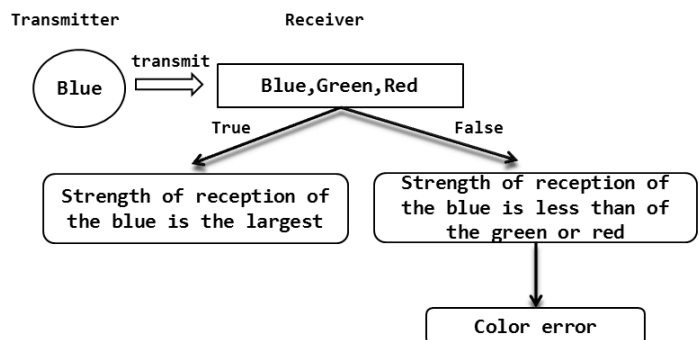 Transmitter
Receiver
transmit
Blue
Blue,Green,Red
True
False
Strength of reception of
the blue is the largest
Strength of reception of
the blue is less than of
the green or red
Color error